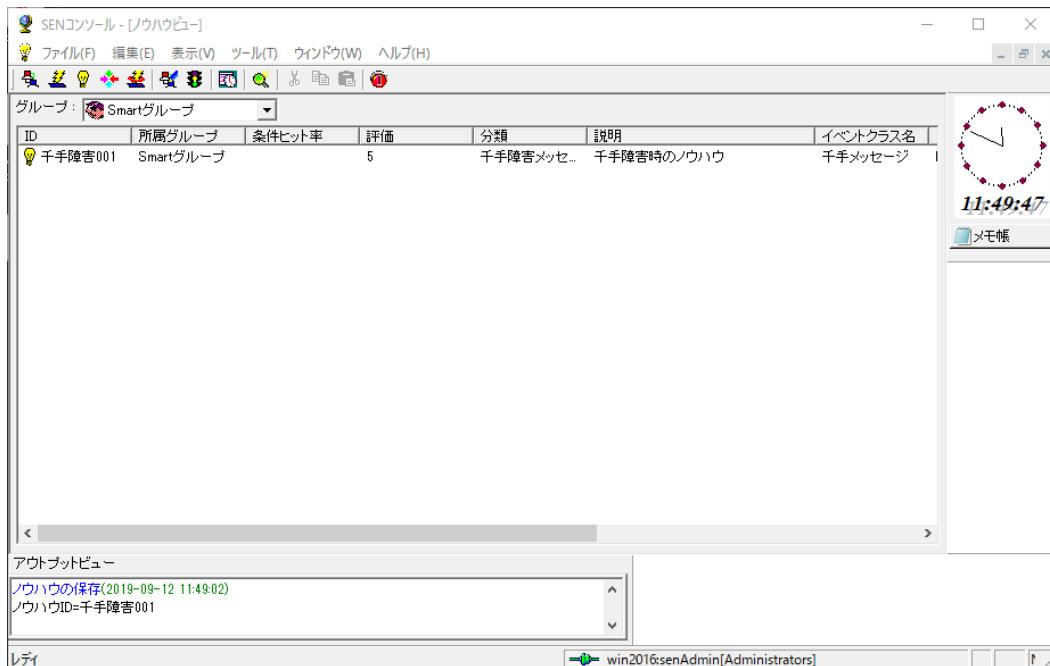 SENコンソール - [ノウハウビュー]
ファイル(F) 編集(E) 表示(V) ツール(T) ウィンドウ(W) ヘルプ(H)
グループ : Smartグループ
ID 所属グループ 条件ヒット率 評価 分類 説明 イベントクラス名
千手障害001 Smartグループ 5 千手障害メッセ... 千手障害時のノウハウ 千手メッセージ
11:49:47
メモ帳
アウトプットビュー
ノウハウの保存(2019-09-12 11:49:02)
ノウハウID=千手障害001
レディ win2016:senAdmin[Administrators]